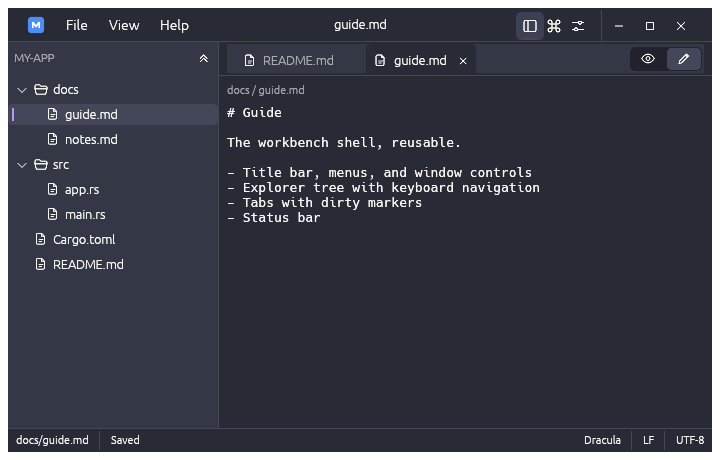 M File View Help guide.md
MY-APP
README.md guide.md
docs
guide.md
notes.md
src
app.rs
main.rs
Cargo.toml
README.md
docs / guide.md
# Guide
The workbench shell, reusable.
- Title bar, menus, and window controls
- Explorer tree with keyboard navigation
- Tabs with dirty markers
- Status bar
docs/guide.md Saved Dracula LF UTF-8